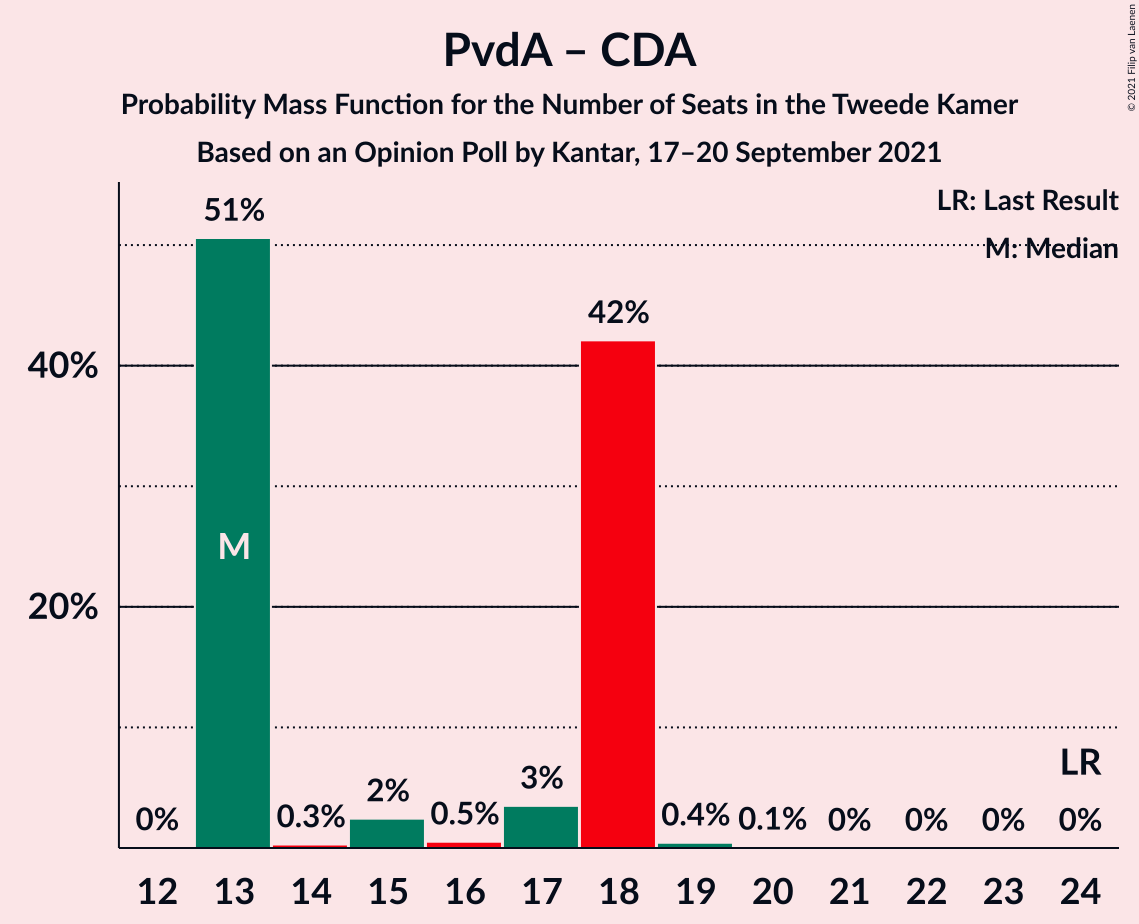 PvdA – CDA
Probability Mass Function for the Number of Seats in the Tweede Kamer
Based on an Opinion Poll by Kantar, 17–20 September 2021
© 2021 Filip van Laenen
LR: Last Result
M: Median
51%
42%
40%
M
20%
LR
0% 0.3% 2% 0.5% 3% 0.4% 0.1% 0% 0% 0% 0%
12 13 14 15 16 17 18 19 20 21 22 23 24